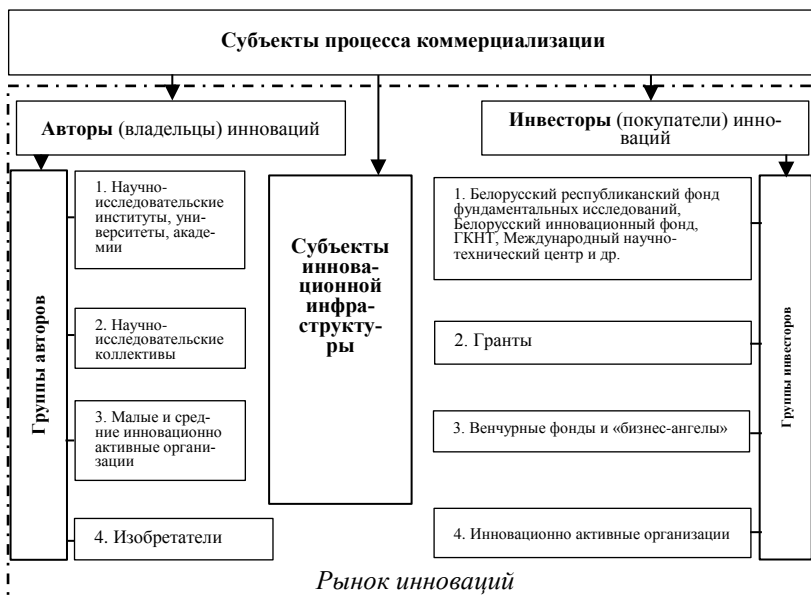 Субъекты процесса коммерциализации
Авторы (владельцы) инноваций
Инвесторы (покупатели) инно-
ваций
Группы авторов
1. Научно-
исследовательские
институты, уни-
верситеты, акаде-
мии
2. Научно-
исследовательские
коллективы
3. Малые и сред-
ние инновационно
активные органи-
зации
4. Изобретатели
Субъекты
иннова-
ционной
инфра-
структу-
ры
1. Белорусский республиканский фонд
фундаментальных исследований,
Белорусский инновационный фонд,
ГКНТ, Международный научно-
технический центр и др.
2. Гранты
3. Венчурные фонды и «бизнес-ангелы»
4. Инновационно активные организации
Группы инвесторов
Рынок инноваций